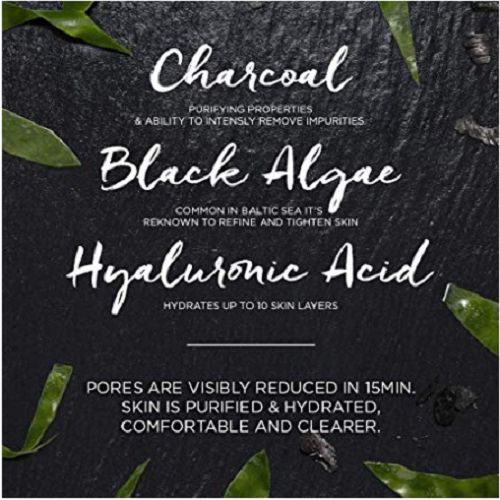 Charcoal
PURIFYING PROPERTIES
& ABILITY TO INTENSLY REMOVE IMPURITIES
Black Algae
COMMON IN BALTIC SEA IT'S
REKNOWN TO REFINE AND TIGHTEN SKIN
Hyaluronic Acid
HYDRATES UP TO 10 SKIN LAYERS
PORES ARE VISIBLY REDUCED IN 15MIN.
SKIN IS PURIFIED & HYDRATED,
COMFORTABLE AND CLEARER.